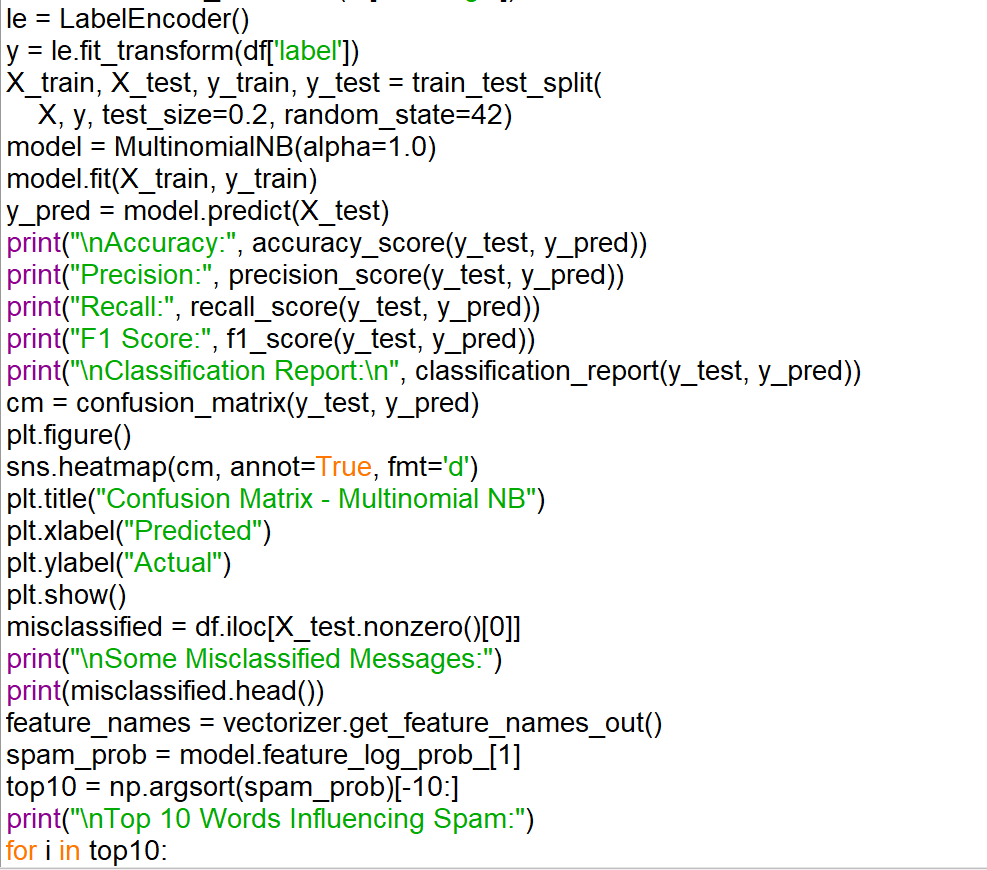 le = LabelEncoder()
y = le.fit_transform(df['label'])
X_train, X_test, y_train, y_test = train_test_split(
    X, y, test_size=0.2, random_state=42)
model = MultinomialNB(alpha=1.0)
model.fit(X_train, y_train)
y_pred = model.predict(X_test)
print("\nAccuracy:", accuracy_score(y_test, y_pred))
print("Precision:", precision_score(y_test, y_pred))
print("Recall:", recall_score(y_test, y_pred))
print("F1 Score:", f1_score(y_test, y_pred))
print("\nClassification Report:\n", classification_report(y_test, y_pred))
cm = confusion_matrix(y_test, y_pred)
plt.figure()
sns.heatmap(cm, annot=True, fmt='d')
plt.title("Confusion Matrix - Multinomial NB")
plt.xlabel("Predicted")
plt.ylabel("Actual")
plt.show()
misclassified = df.iloc[X_test.nonzero()[0]]
print("\nSome Misclassified Messages:")
print(misclassified.head())
feature_names = vectorizer.get_feature_names_out()
spam_prob = model.feature_log_prob_[1]
top10 = np.argsort(spam_prob)[-10:]
print("\nTop 10 Words Influencing Spam:")
for i in top10: